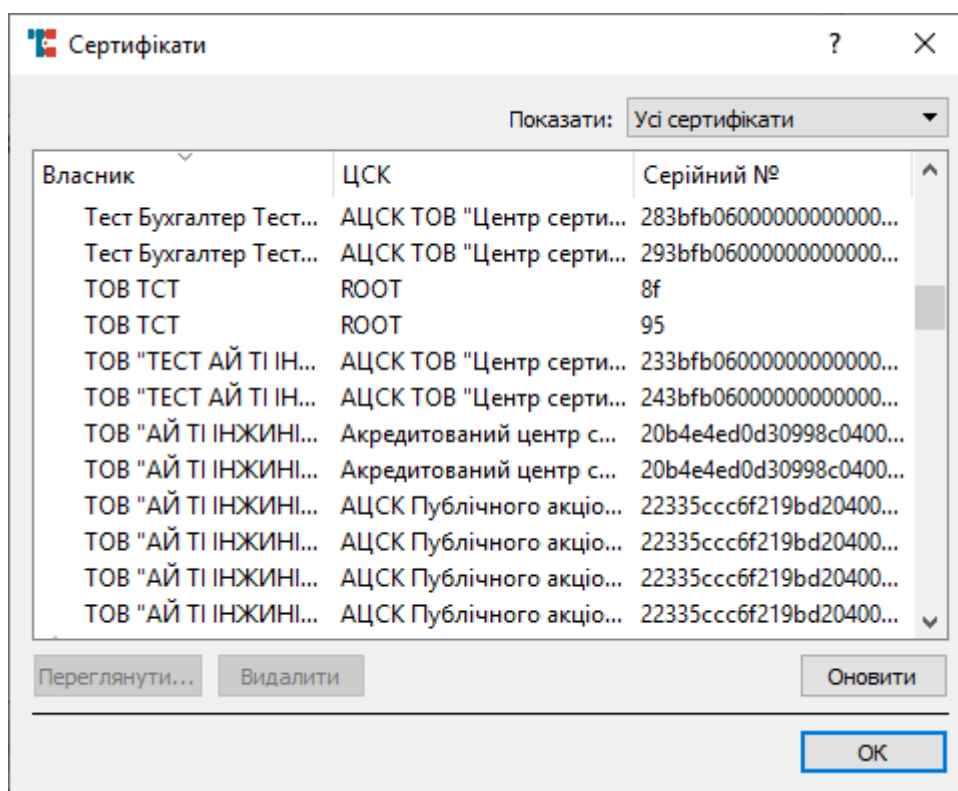 Сертифікати ?
Показати: Усі сертифікати
Власник ЦСК Серійний №
Тест Бухгалтер Тест... АЦСК ТОВ "Центр серти... 283bfb06000000000000...
Тест Бухгалтер Тест... АЦСК ТОВ "Центр серти... 293bfb06000000000000...
ТОВ ТСТ ROOT 8f
ТОВ ТСТ ROOT 95
ТОВ "ТЕСТ АЙ ТІ ІН... АЦСК ТОВ "Центр серти... 233bfb06000000000000...
ТОВ "ТЕСТ АЙ ТІ ІН... АЦСК ТОВ "Центр серти... 243bfb06000000000000...
ТОВ "АЙ ТІ ІНЖИНІ... Акредитований центр с... 20b4e4ed0d30998c0400...
ТОВ "АЙ ТІ ІНЖИНІ... Акредитований центр с... 20b4e4ed0d30998c0400...
ТОВ "АЙ ТІ ІНЖИНІ... АЦСК Публічного акціо... 22335ccc6f219bd20400...
ТОВ "АЙ ТІ ІНЖИНІ... АЦСК Публічного акціо... 22335ccc6f219bd20400...
ТОВ "АЙ ТІ ІНЖИНІ... АЦСК Публічного акціо... 22335ccc6f219bd20400...
ТОВ "АЙ ТІ ІНЖИНІ... АЦСК Публічного акціо... 22335ccc6f219bd20400...
Переглянути... Видалити Оновити
ОК